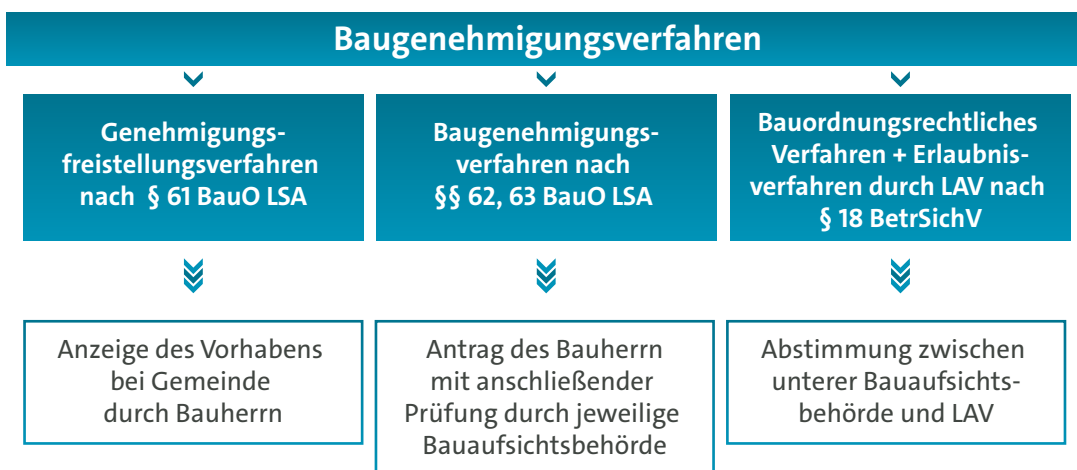 Baugenehmigungsverfahren
Genehmigungs-
freistellungsverfahren
nach § 61 BauO LSA
Baugenehmigungs-
verfahren nach
§§ 62, 63 BauO LSA
Bauordnungsrechtliches
Verfahren + Erlaubnis-
verfahren durch LAV nach
§ 18 BetrSichV
Anzeige des Vorhabens
bei Gemeinde
durch Bauherrn
Antrag des Bauherrn
mit anschließender
Prüfung durch jeweilige
Bauaufsichtsbehörde
Abstimmung zwischen
unterer Bauaufsichts-
behörde und LAV